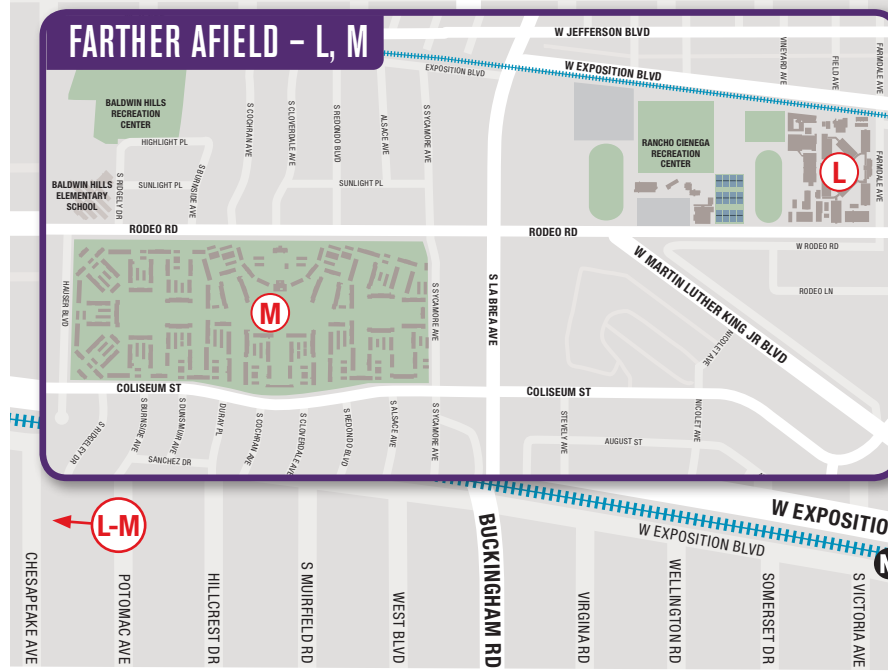 FARTHER AFIELD – L, M
W JEFFERSON BLVD
EXPOSITION BLVD
W EXPOSITION BLVD
VINEYARD AVE
FIELD AVE
FARMDALE AVE
BALDWIN HILLS
RECREATION
CENTER
HIGHLIGHT PL
S COCHRAN AVE
S CLOVERDALE AVE
S REDONDO BLVD
ALSACE AVE
S SYCAMORE AVE
RANCHO CIENEGA
RECREATION
CENTER
L
FARMDALE AVE
BALDWIN HILLS
ELEMENTARY
SCHOOL
S RIDGELY DR
SUNLIGHT PL
S BURNSIDE AVE
SUNLIGHT PL
RODEO RD
RODEO RD
W RODEO RD
RODEO LN
HAUSER BLVD
M
S SYCAMORE AVE
S LA BREA AVE
W MARTIN LUTHER KING JR BLVD
NICOLET AVE
COLISEUM ST
COLISEUM ST
S RIDGELEY DR
S BURNSIDE AVE
S DUNSMUIR AVE
DURAY PL
S COCHRAN AVE
S CLOVERDALE AVE
S REDONDO BLVD
S ALSACE AVE
S SYCAMORE AVE
SANCHEZ DR
STEVELY AVE
AUGUST ST
NICOLET AVE
L-M
W EXPOSITIO
W EXPOSITION BLVD
N
CHESAPEAKE AVE
POTOMAC AVE
HILLCREST DR
S MUIRFIELD RD
WEST BLVD
BUCKINGHAM RD
VIRGINA RD
WELLINGTON RD
SOMERSET DR
S VICTORIA AVE